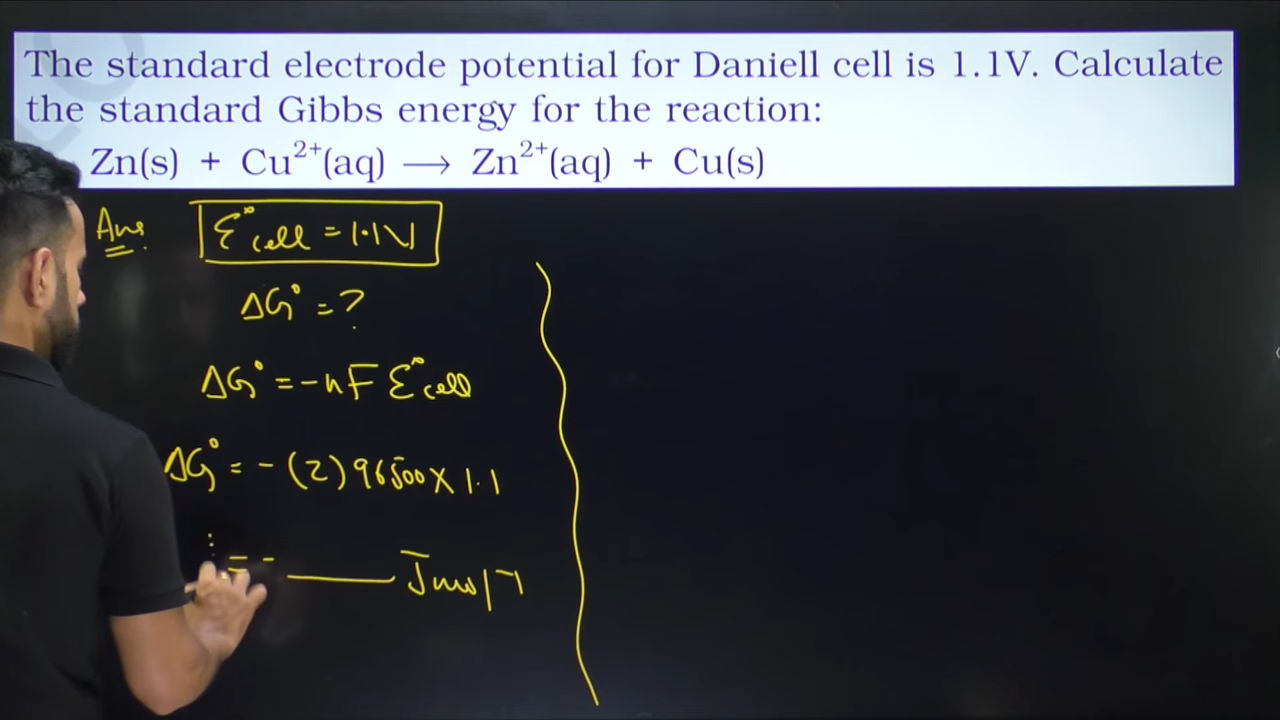 The standard electrode potential for Daniell cell is 1.1V. Calculate
the standard Gibbs energy for the reaction:
Zn(s) + Cu²⁺(aq) ⟶ Zn²⁺(aq) + Cu(s)
Ans: E°cell = 1.1V
ΔG° = ?
ΔG° = -nFE°cell
ΔG° = -(2)96500 × 1.1
= - ______ J mol⁻¹